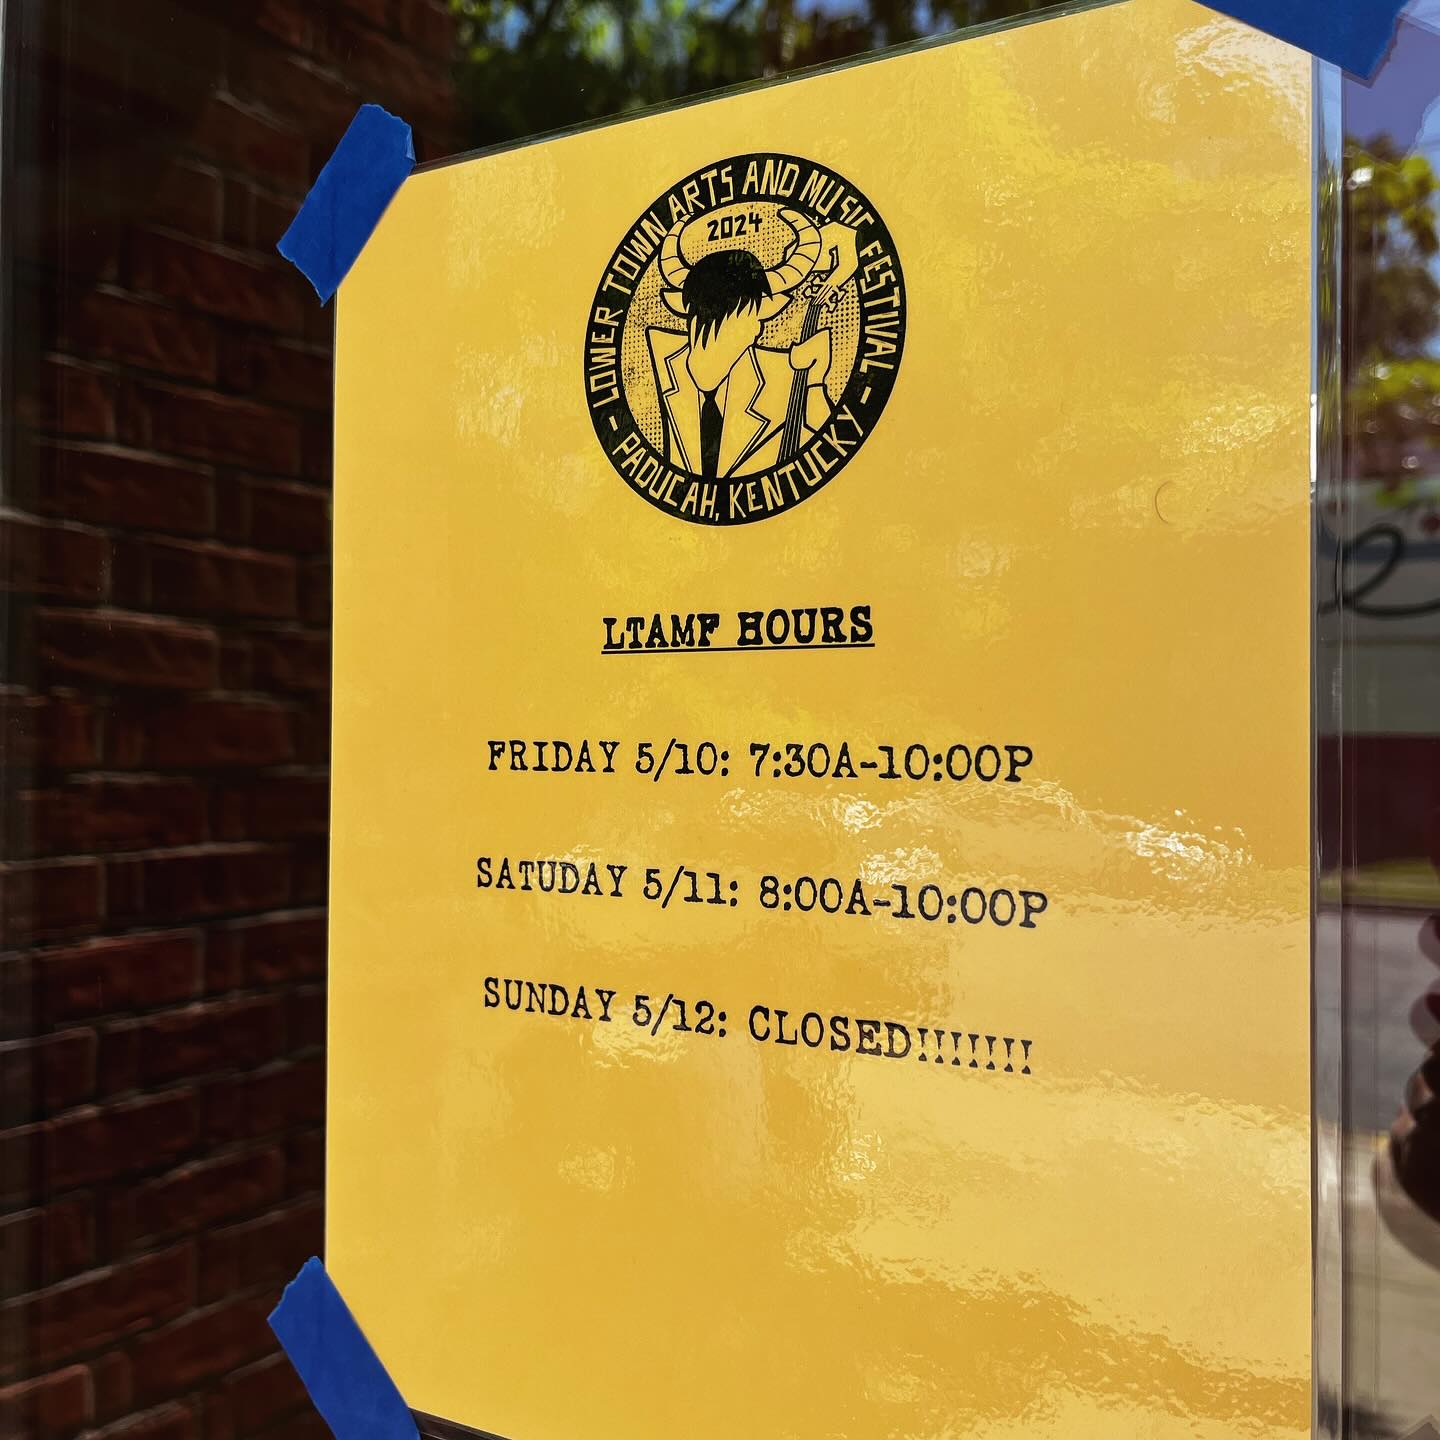 LOWER TOWN ARTS AND MUSIC FESTIVAL
2024
- PADUCAH, KENTUCKY -
LTAMF HOURS
FRIDAY 5/10: 7:30A-10:00P
SATUDAY 5/11: 8:00A-10:00P
SUNDAY 5/12: CLOSED!!!!!!!